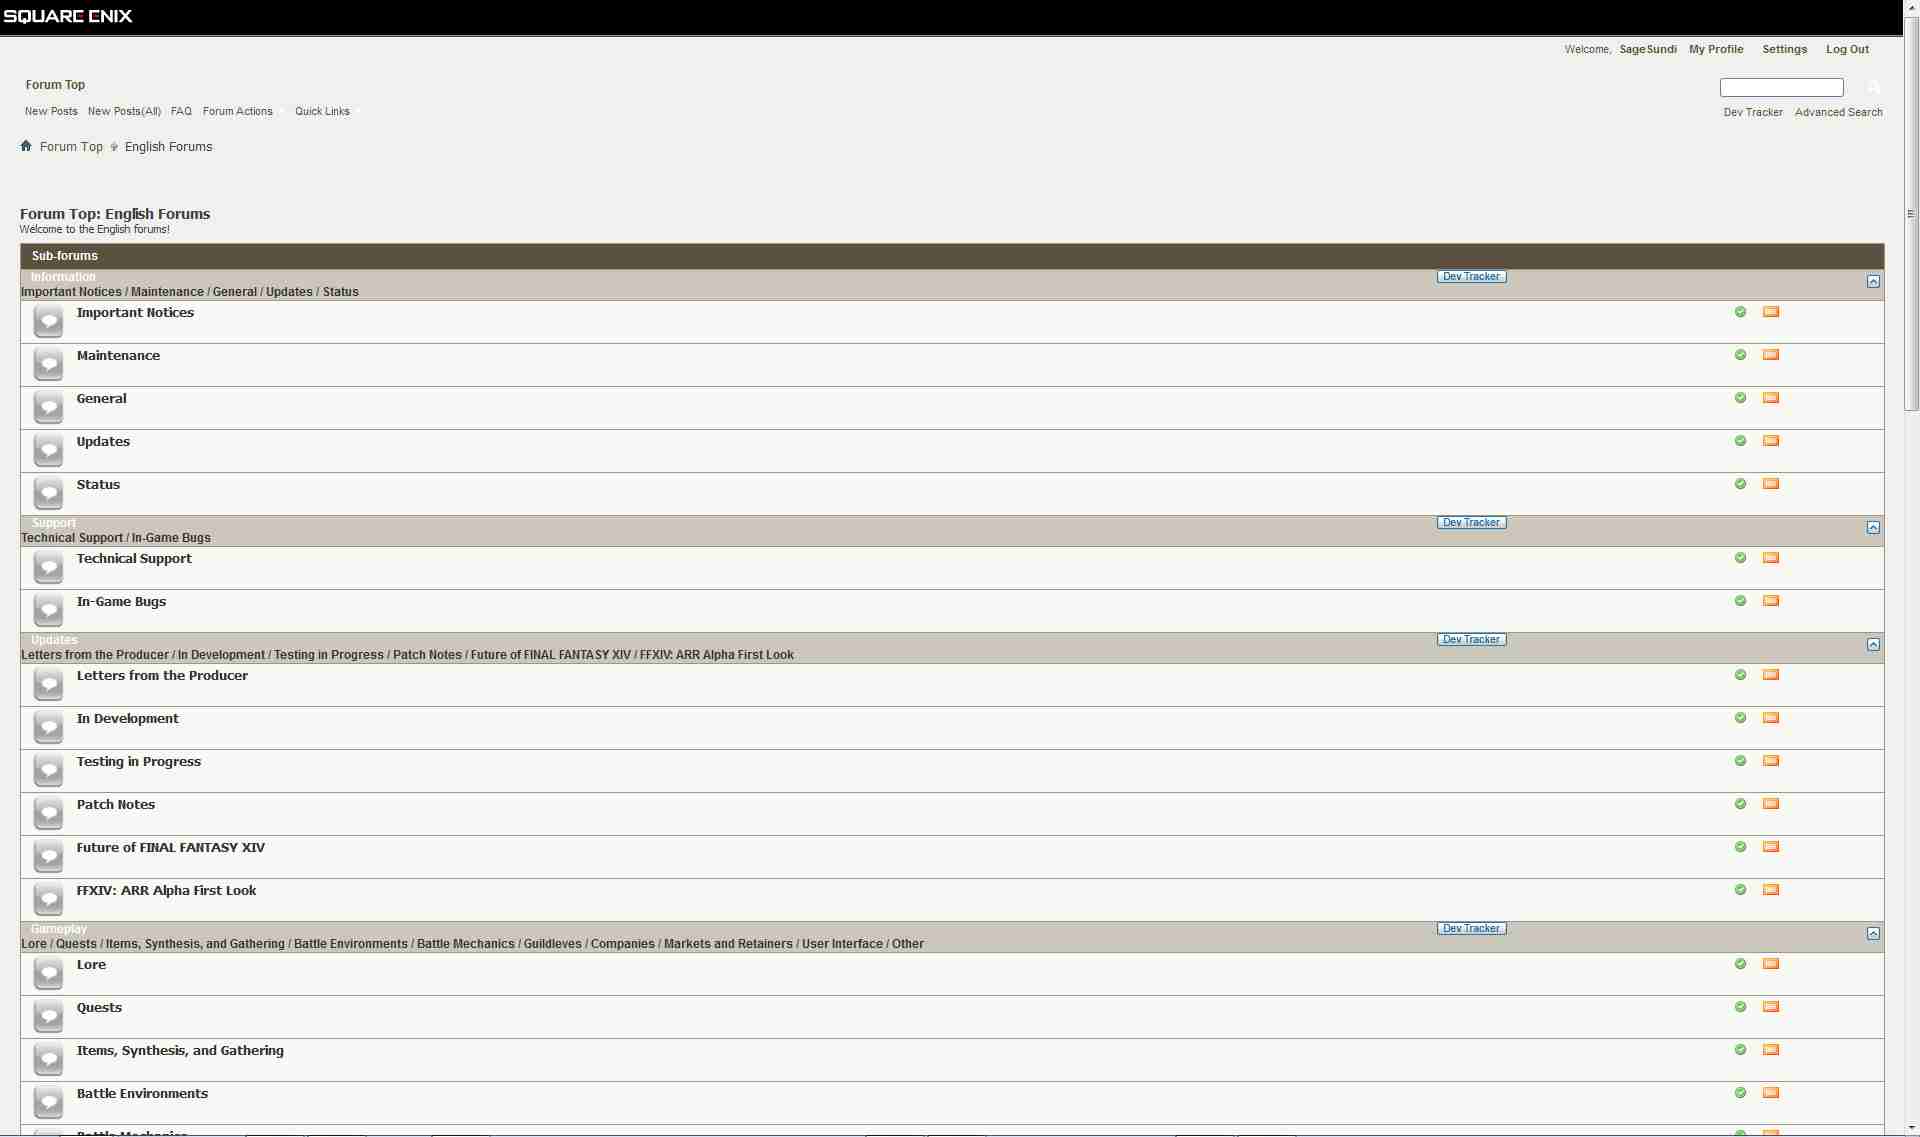 SQUARE ENIX
Welcome, SageSundi My Profile Settings Log Out
Forum Top
New Posts New Posts(All) FAQ Forum Actions Quick Links
Dev Tracker Advanced Search
Forum Top English Forums
Forum Top: English Forums
Welcome to the English forums!
Sub-forums
Information Dev Tracker
Important Notices / Maintenance / General / Updates / Status
Important Notices
Maintenance
General
Updates
Status
Support Dev Tracker
Technical Support / In-Game Bugs
Technical Support
In-Game Bugs
Updates Dev Tracker
Letters from the Producer / In Development / Testing in Progress / Patch Notes / Future of FINAL FANTASY XIV / FFXIV: ARR Alpha First Look
Letters from the Producer
In Development
Testing in Progress
Patch Notes
Future of FINAL FANTASY XIV
FFXIV: ARR Alpha First Look
Gameplay Dev Tracker
Lore / Quests / Items, Synthesis, and Gathering / Battle Environments / Battle Mechanics / Guildleves / Companies / Markets and Retainers / User Interface / Other
Lore
Quests
Items, Synthesis, and Gathering
Battle Environments
Battle Mechanics